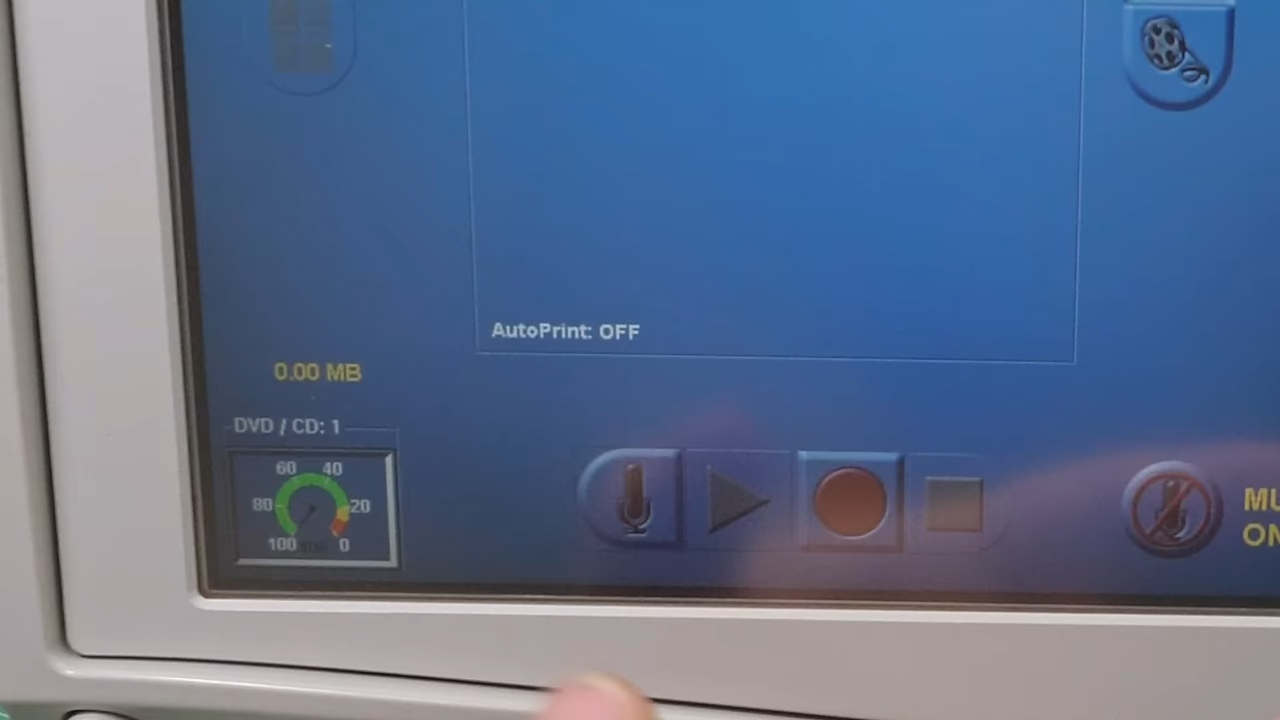 AutoPrint: OFF
0.00 MB
DVD / CD: 1
60 40
80 20
100 0
MU
ON